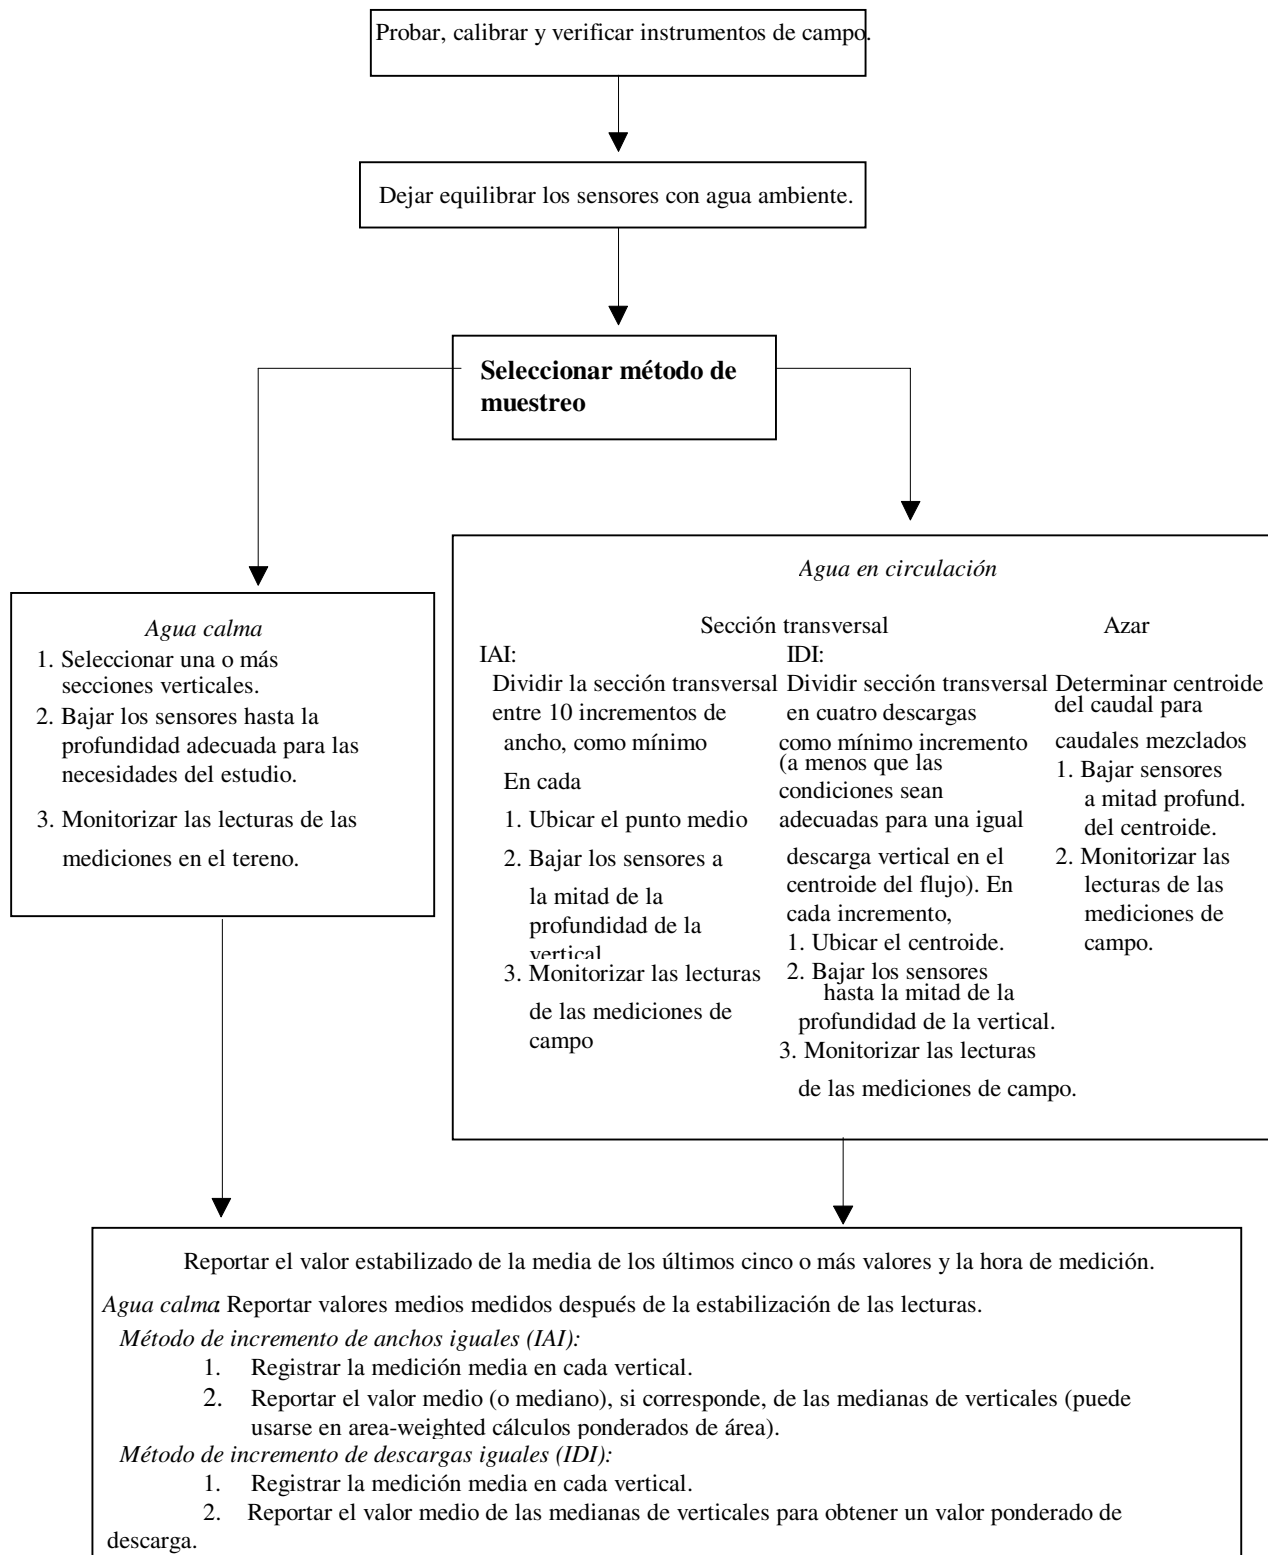 Probar, calibrar y verificar instrumentos de campo.
Dejar equilibrar los sensores con agua ambiente.
Seleccionar método de
muestreo
Agua calma
1. Seleccionar una o más
secciones verticales.
2. Bajar los sensores hasta la
profundidad adecuada para las
necesidades del estudio.
3. Monitorizar las lecturas de las
mediciones en el tereno.
Agua en circulación
Sección transversal
IAI:
Dividir la sección transversal
entre 10 incrementos de
ancho, como mínimo
En cada
1. Ubicar el punto medio
2. Bajar los sensores a
la mitad de la
profundidad de la
vertical
3. Monitorizar las lecturas
de las mediciones de
campo
IDI:
Dividir sección transversal
en cuatro descargas
como mínimo incremento
(a menos que las
condiciones sean
adecuadas para una igual
descarga vertical en el
centroide del flujo). En
cada incremento,
1. Ubicar el centroide.
2. Bajar los sensores
hasta la mitad de la
profundidad de la vertical.
3. Monitorizar las lecturas
de las mediciones de campo.
Azar
Determinar centroide
del caudal para
caudales mezclados
1. Bajar sensores
a mitad profund.
del centroide.
2. Monitorizar las
lecturas de las
mediciones de
campo.
Reportar el valor estabilizado de la media de los últimos cinco o más valores y la hora de medición.
Agua calma: Reportar valores medios medidos después de la estabilización de las lecturas.
Método de incremento de anchos iguales (IAI):
1. Registrar la medición media en cada vertical.
2. Reportar el valor medio (o mediano), si corresponde, de las medianas de verticales (puede
usarse en area-weighted cálculos ponderados de área).
Método de incremento de descargas iguales (IDI):
1. Registrar la medición media en cada vertical.
2. Reportar el valor medio de las medianas de verticales para obtener un valor ponderado de
descarga.